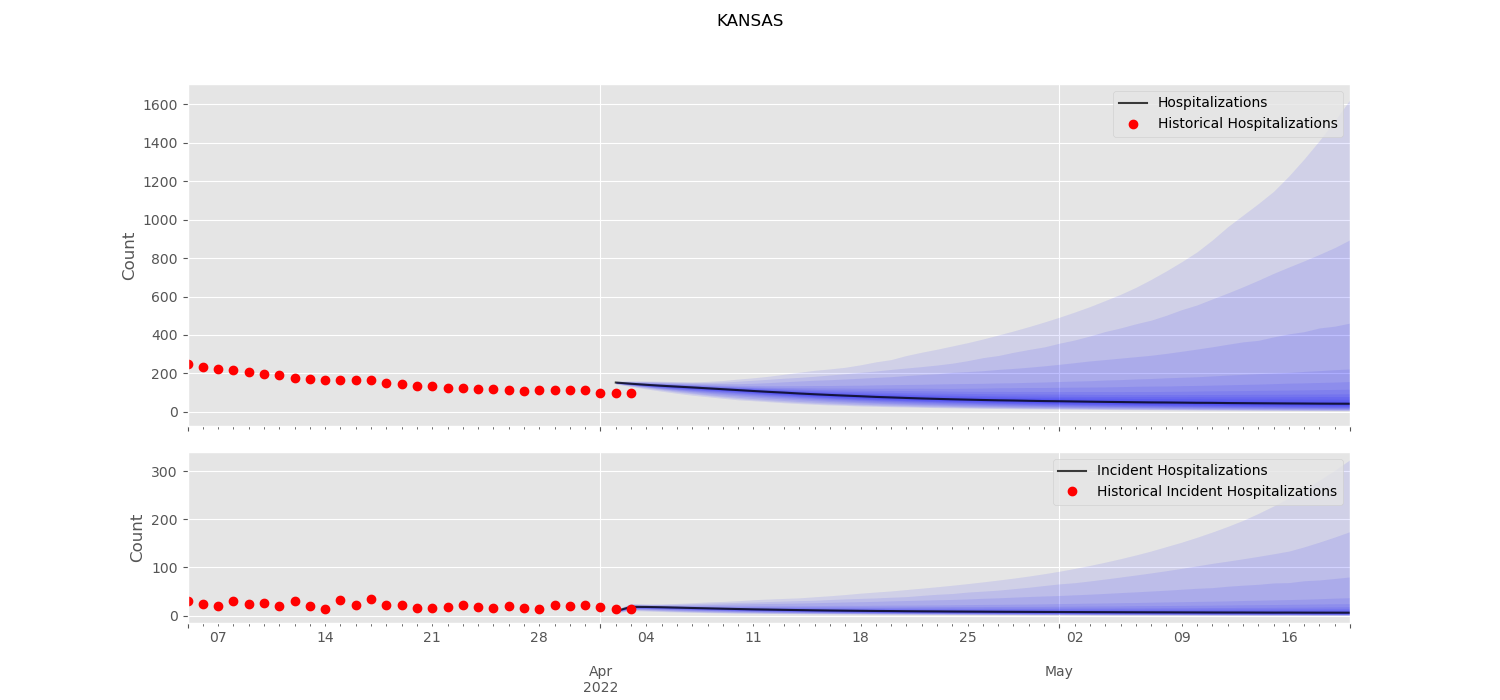 KANSAS
1600
1400
1200
1000
800
600
400
200
0
Count
Hospitalizations
Historical Hospitalizations
300
200
100
0
Count
Incident Hospitalizations
Historical Incident Hospitalizations
07 14 21 28 04 11 18 25 02 09 16
Apr May
2022